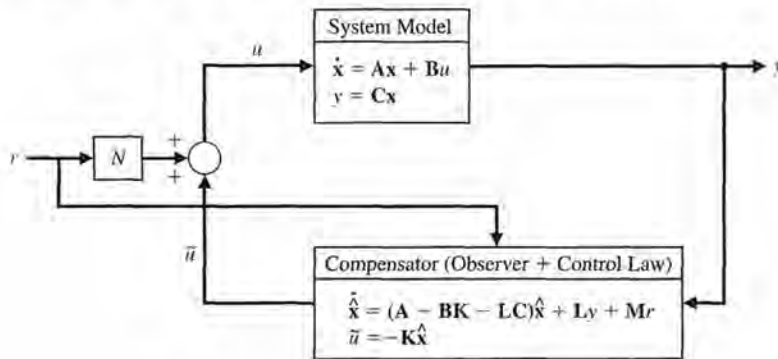 System Model
u
ẋ = Ax + Bu
y = Cx
y
r
N
+
+
ũ
Compensator (Observer + Control Law)
x̂̇ = (A − BK − LC)x̂ + Ly + Mr
ũ = −Kx̂